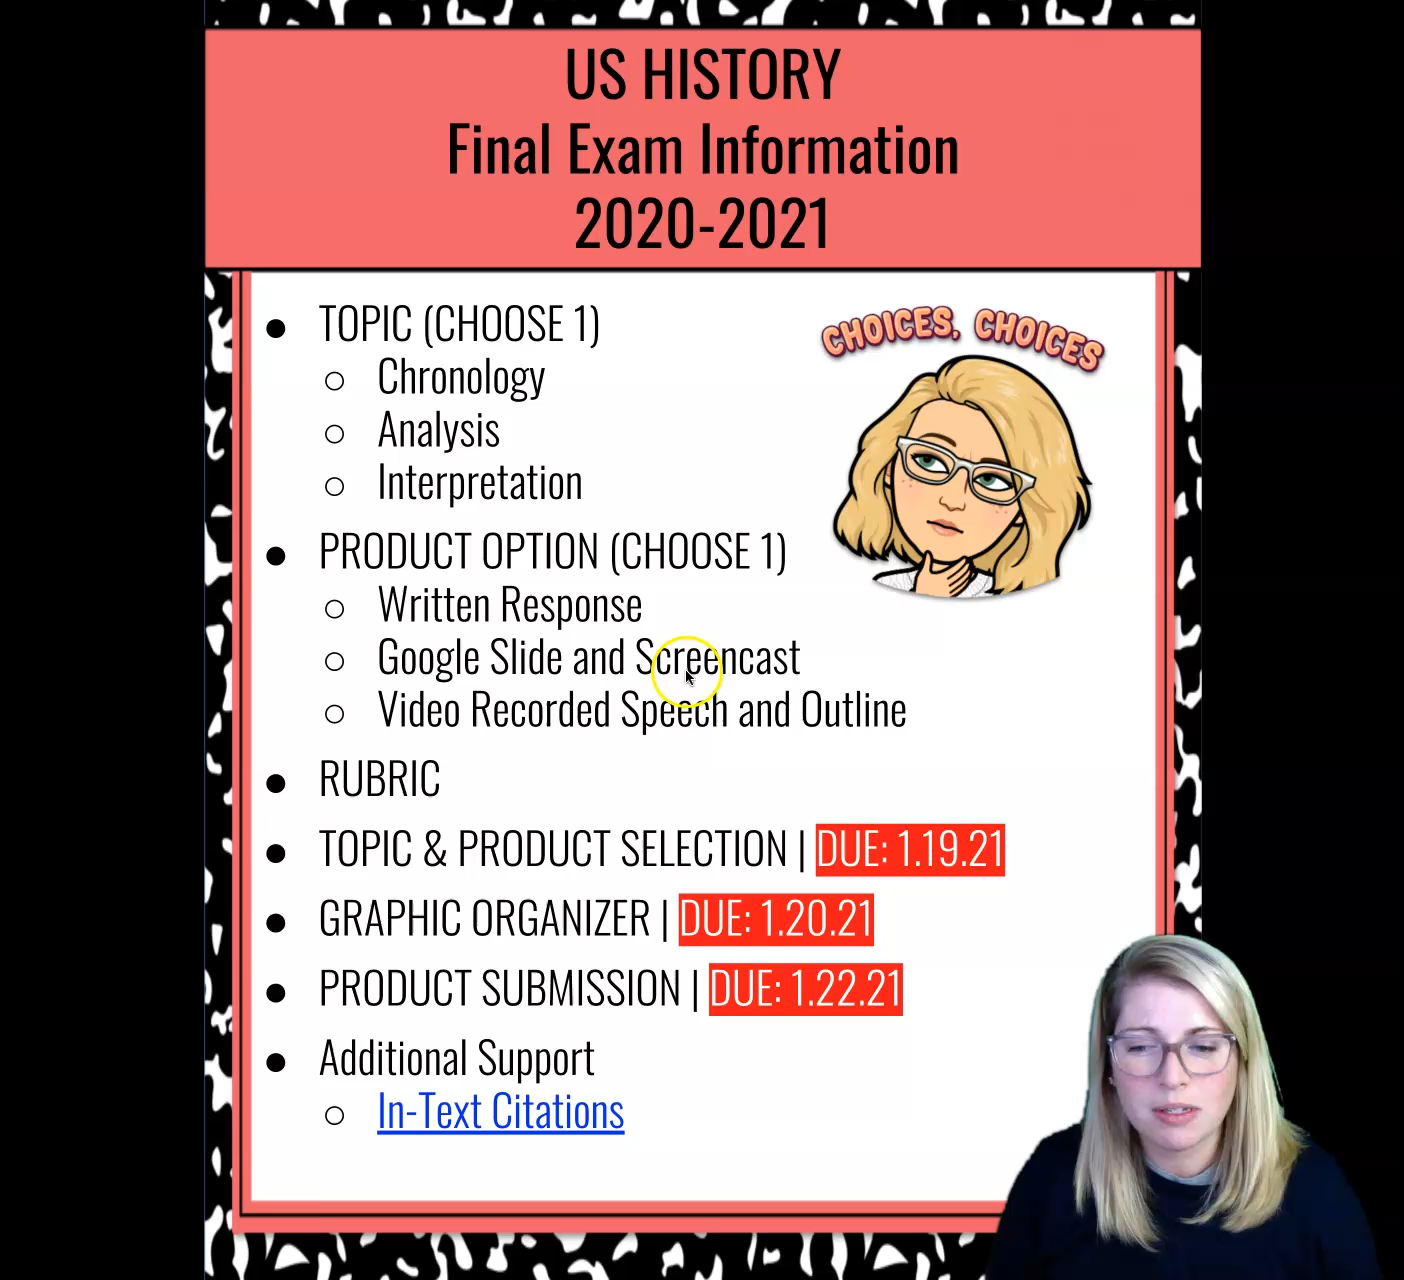 US HISTORY
Final Exam Information
2020-2021
CHOICES, CHOICES
TOPIC (CHOOSE 1)
Chronology
Analysis
Interpretation
PRODUCT OPTION (CHOOSE 1)
Written Response
Google Slide and Screencast
Video Recorded Speech and Outline
RUBRIC
TOPIC & PRODUCT SELECTION | DUE: 1.19.21
GRAPHIC ORGANIZER | DUE: 1.20.21
PRODUCT SUBMISSION | DUE: 1.22.21
Additional Support
In-Text Citations